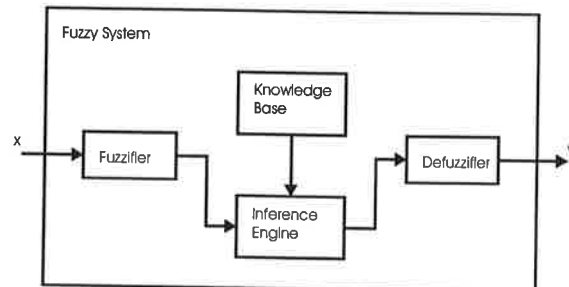 Fuzzy System
Knowledge
Base
x
Fuzzifier
Defuzzifier
Inference
Engine